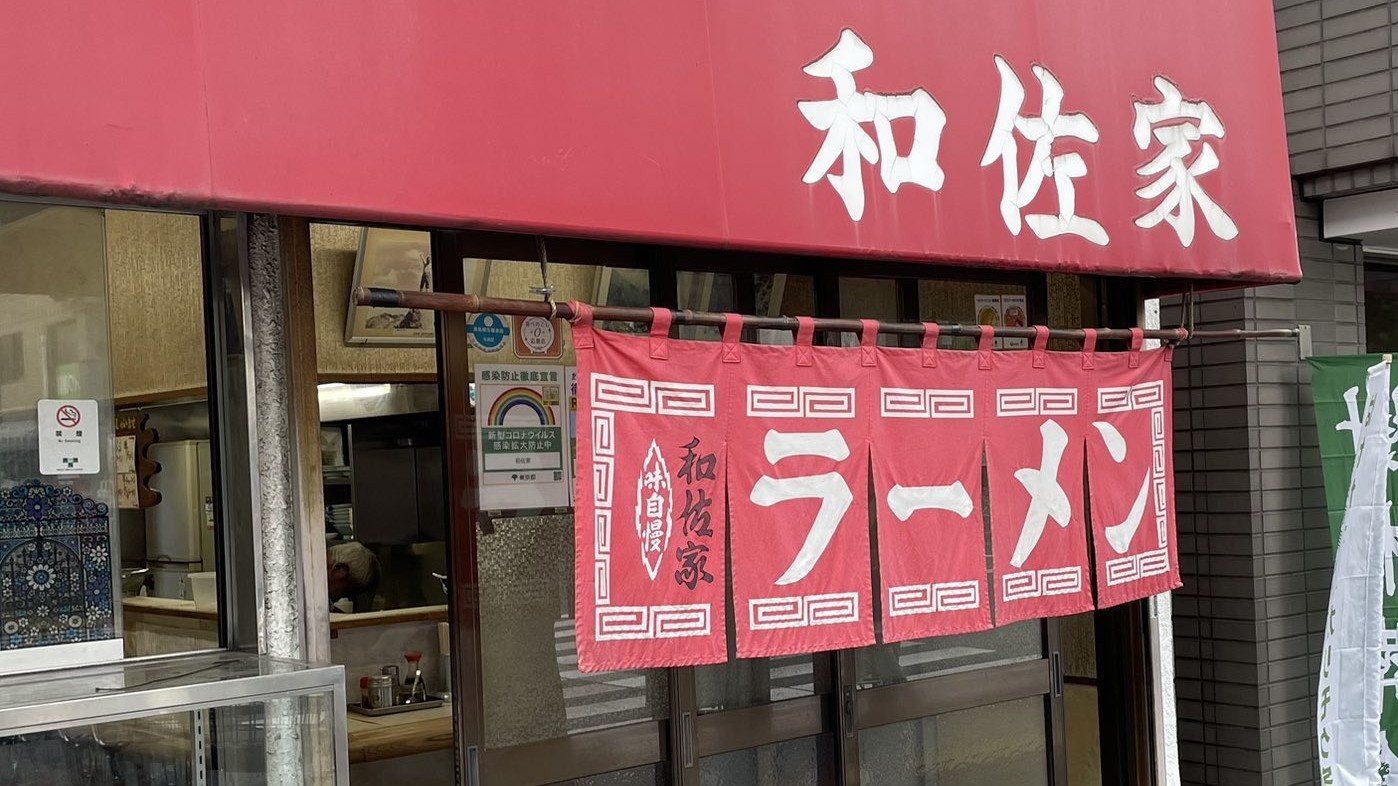 和佐家
味自慢
和佐家
ラーメン
感染防止徹底宣言
新型コロナウイルス
感染拡大防止中
和佐家
東京都
禁煙
No Smoking